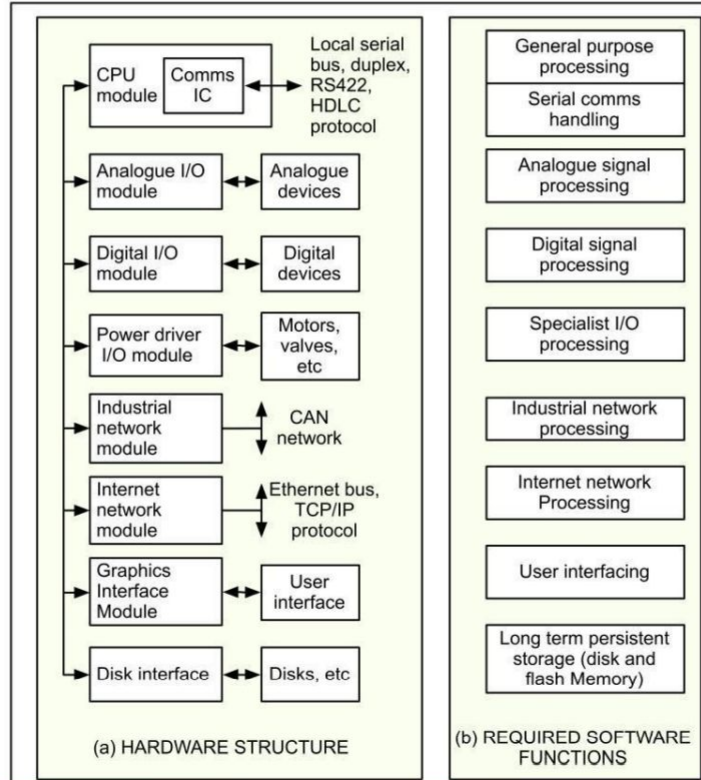 CPU
module
Comms
IC
Local serial
bus, duplex,
RS422,
HDLC
protocol
Analogue I/O
module
Analogue
devices
Digital I/O
module
Digital
devices
Power driver
I/O module
Motors,
valves,
etc
Industrial
network
module
CAN
network
Internet
network
module
Ethernet bus,
TCP/IP
protocol
Graphics
Interface
Module
User
interface
Disk interface
Disks, etc
(a) HARDWARE STRUCTURE
General purpose
processing
Serial comms
handling
Analogue signal
processing
Digital signal
processing
Specialist I/O
processing
Industrial network
processing
Internet network
Processing
User interfacing
Long term persistent
storage (disk and
flash Memory)
(b) REQUIRED SOFTWARE
FUNCTIONS